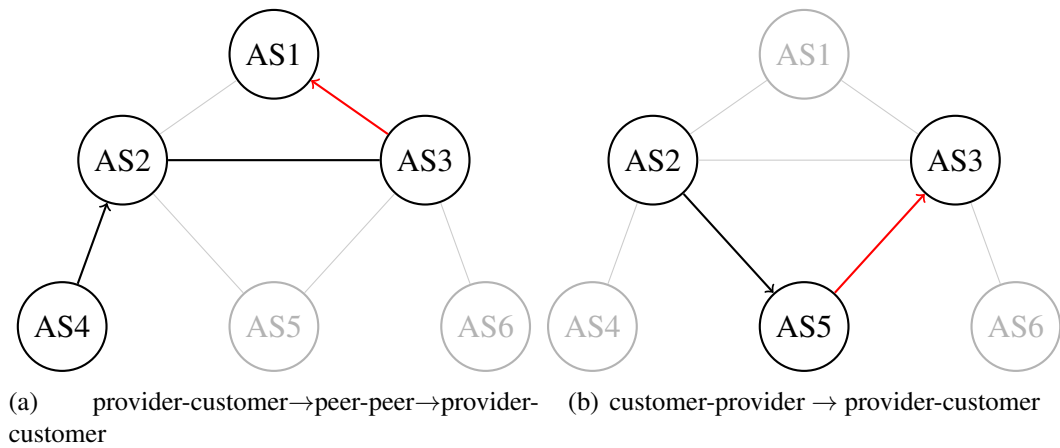 AS1
AS2
AS3
AS4
AS5
AS6
(a) provider-customer→peer-peer→provider-
customer
AS1
AS2
AS3
AS4
AS5
AS6
(b) customer-provider → provider-customer